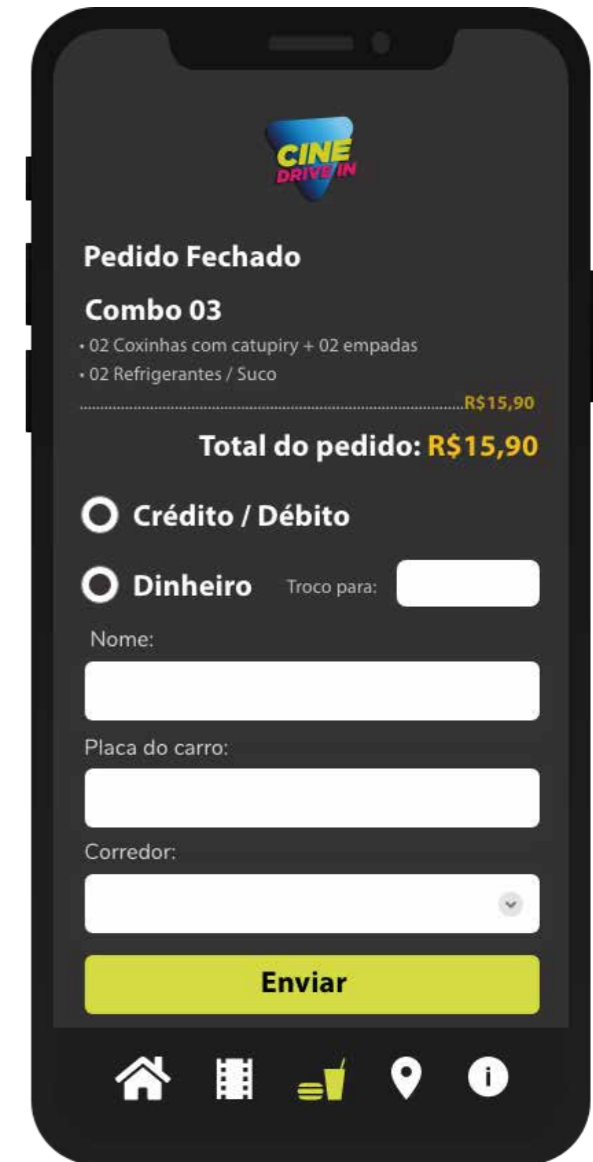 CINE
DRIVE IN
Pedido Fechado
Combo 03
• 02 Coxinhas com catupiry + 02 empadas
• 02 Refrigerantes / Suco
R$15,90
Total do pedido: R$15,90
Crédito / Débito
Dinheiro Troco para:
Nome:
Placa do carro:
Corredor:
Enviar